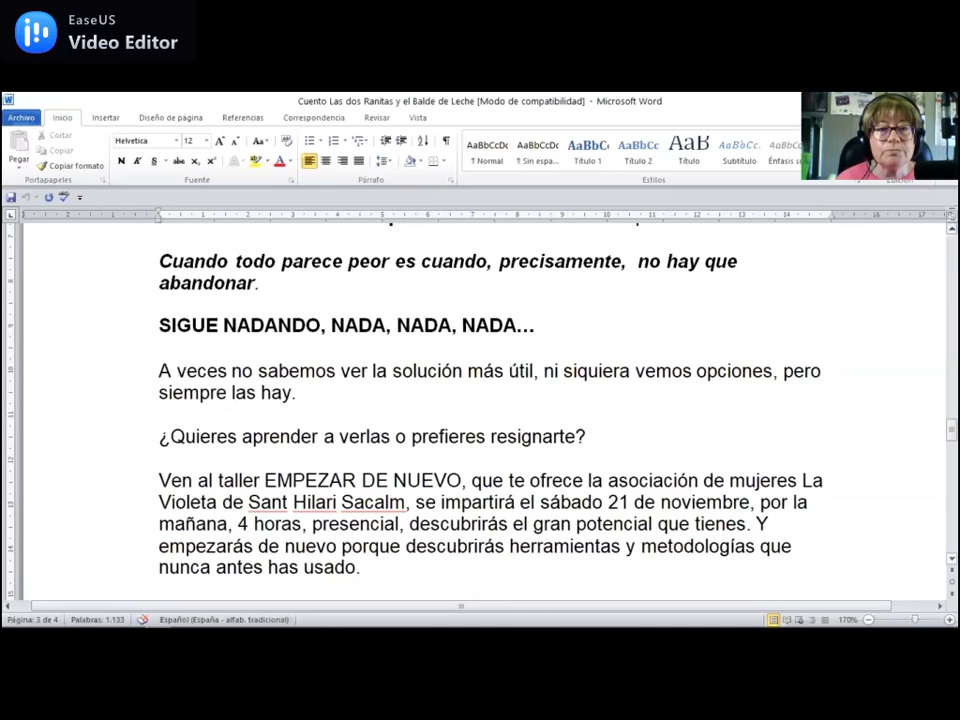 EaseUS
Video Editor
Cuento Las dos Ranitas y el Balde de Leche [Modo de compatibilidad] - Microsoft Word
Archivo Inicio Insertar Diseño de página Referencias Correspondencia Revisar Vista
Cortar
Copiar
Pegar
Copiar formato
Helvetica 12
N K S abc x₂ x²
AaBbCcDc AaBbCcDc AaBbC AaBbCc AaB AaBbCc AaBbCcDc
¶ Normal ¶ Sin espa... Título 1 Título 2 Título Subtítulo Énfasis su
Portapapeles Fuente Párrafo Estilos Edición
Cuando todo parece peor es cuando, precisamente, no hay que
abandonar.
SIGUE NADANDO, NADA, NADA, NADA…
A veces no sabemos ver la solución más útil, ni siquiera vemos opciones, pero
siempre las hay.
¿Quieres aprender a verlas o prefieres resignarte?
Ven al taller EMPEZAR DE NUEVO, que te ofrece la asociación de mujeres La
Violeta de Sant Hilari Sacalm, se impartirá el sábado 21 de noviembre, por la
mañana, 4 horas, presencial, descubrirás el gran potencial que tienes. Y
empezarás de nuevo porque descubrirás herramientas y metodologías que
nunca antes has usado.
Página: 3 de 4 Palabras: 1.133 Español (España - alfab. tradicional) 170%